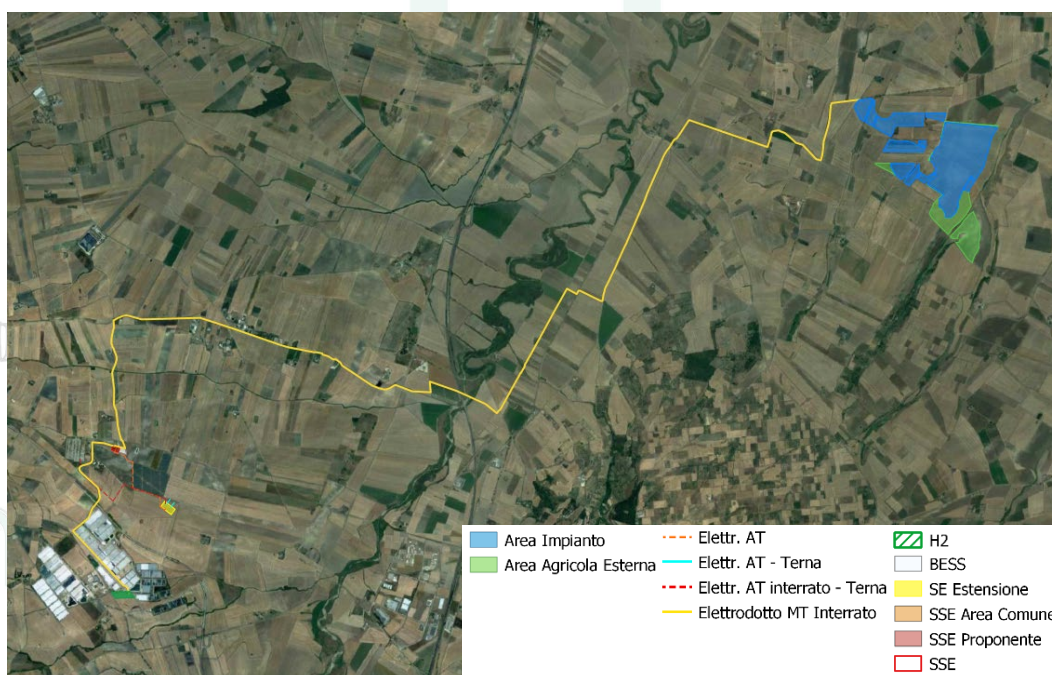 Area Impianto
Area Agricola Esterna
Elettr. AT
Elettr. AT - Terna
Elettr. AT interrato - Terna
Elettrodotto MT Interrato
H2
BESS
SE Estensione
SSE Area Comune
SSE Proponente
SSE